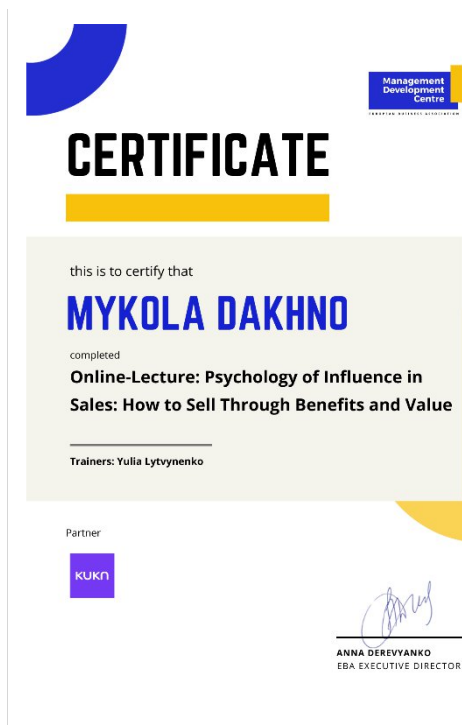 Management
Development
Centre
EUROPEAN BUSINESS ASSOCIATION
CERTIFICATE
this is to certify that
MYKOLA DAKHNO
completed
Online-Lecture: Psychology of Influence in
Sales: How to Sell Through Benefits and Value
Trainers: Yulia Lytvynenko
Partner
KUKN
ANNA DEREVYANKO
EBA EXECUTIVE DIRECTOR